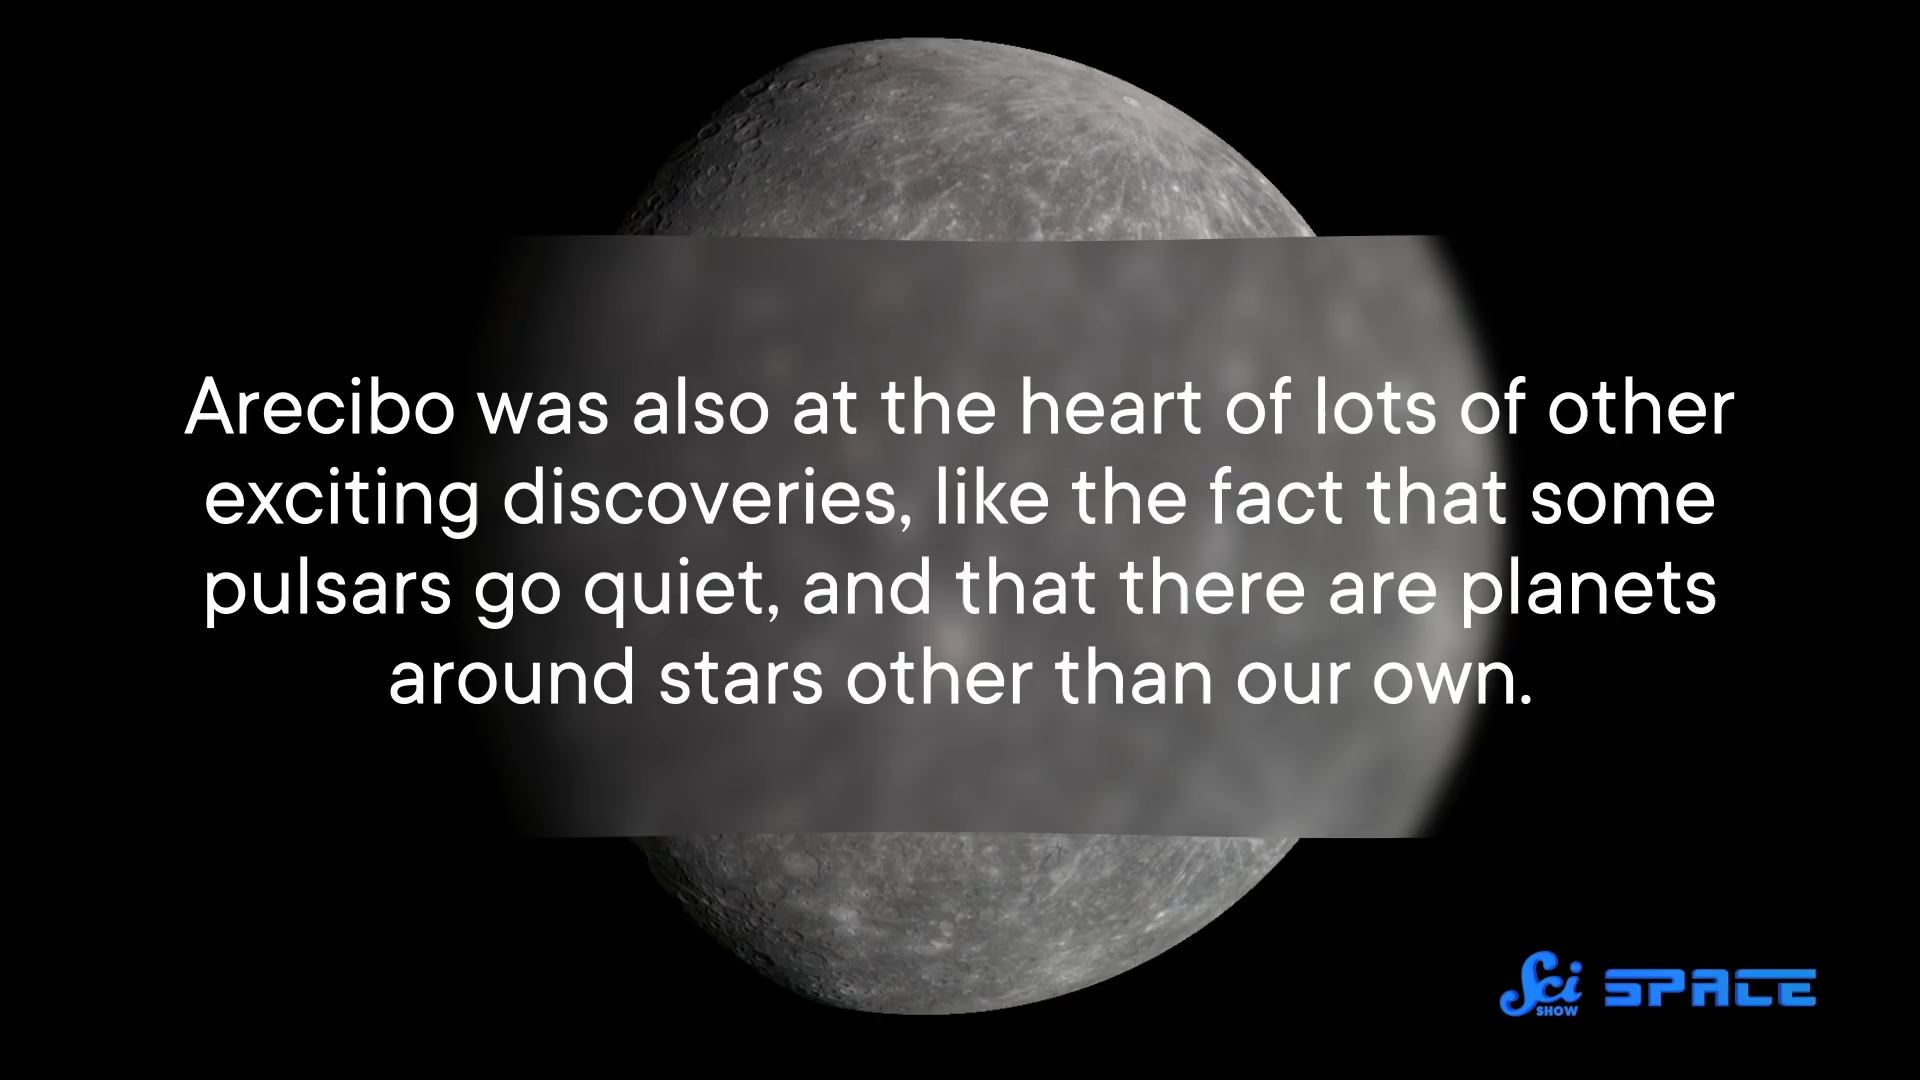 Arecibo was also at the heart of lots of other
exciting discoveries, like the fact that some
pulsars go quiet, and that there are planets
around stars other than our own.
Sci SPACE
SHOW